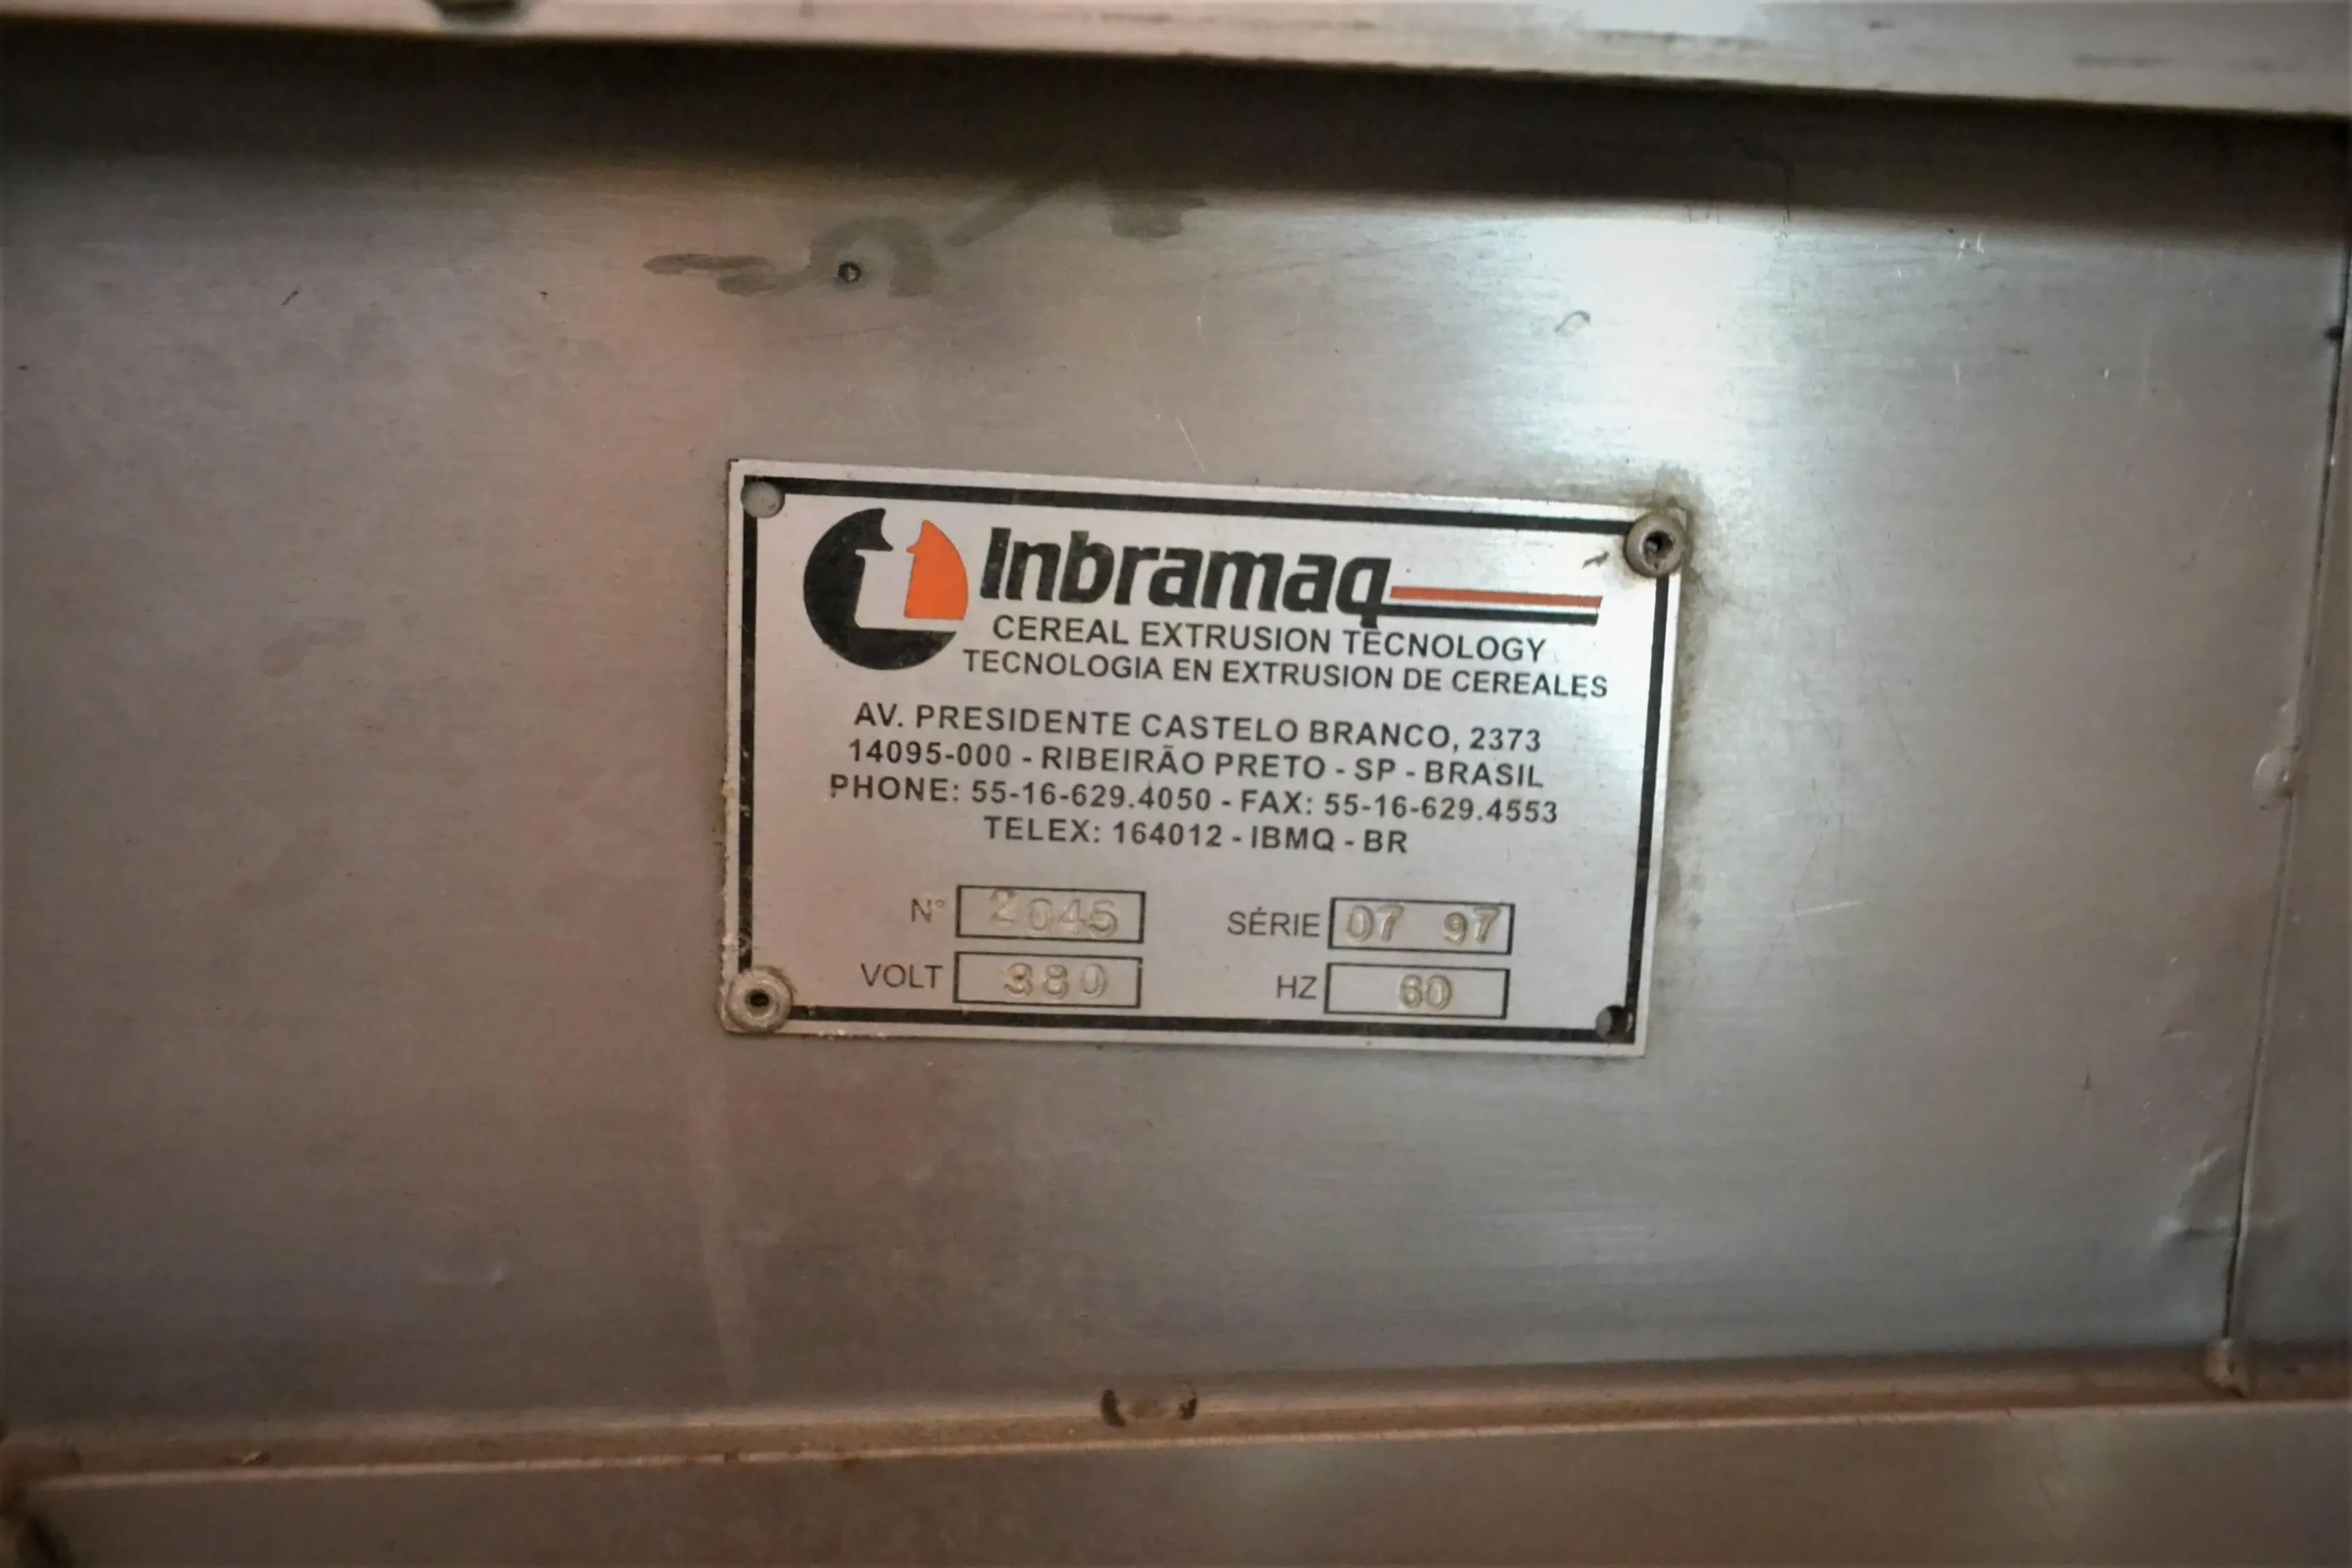 Inbramaq
CEREAL EXTRUSION TECNOLOGY
TECNOLOGIA EN EXTRUSION DE CEREALES
AV. PRESIDENTE CASTELO BRANCO, 2373
14095-000 - RIBEIRÃO PRETO - SP - BRASIL
PHONE: 55-16-629.4050 - FAX: 55-16-629.4553
TELEX: 164012 - IBMQ - BR
N° 2045 SÉRIE 07 97
VOLT 380 HZ 60